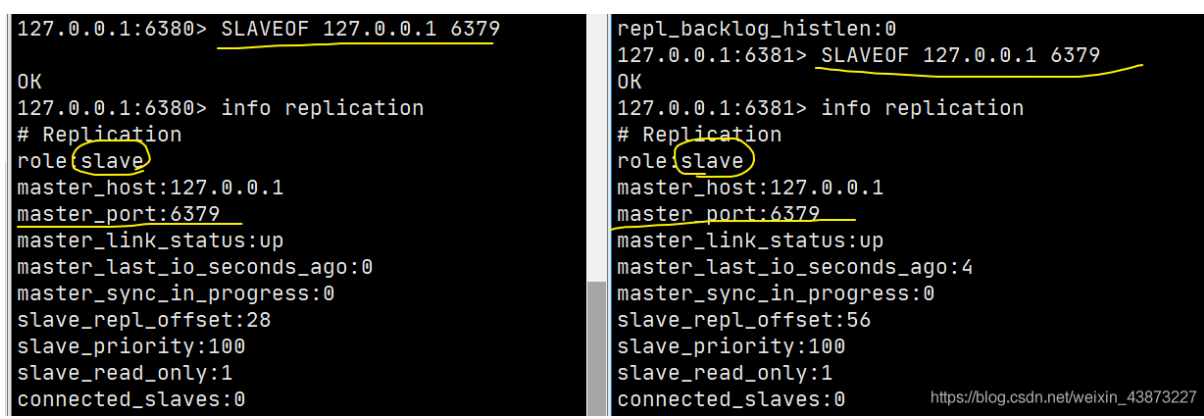 127.0.0.1:6380> SLAVEOF 127.0.0.1 6379
OK
127.0.0.1:6380> info replication
# Replication
role:slave
master_host:127.0.0.1
master_port:6379
master_link_status:up
master_last_io_seconds_ago:0
master_sync_in_progress:0
slave_repl_offset:28
slave_priority:100
slave_read_only:1
connected_slaves:0
repl_backlog_histlen:0
127.0.0.1:6381> SLAVEOF 127.0.0.1 6379
OK
127.0.0.1:6381> info replication
# Replication
role:slave
master_host:127.0.0.1
master_port:6379
master_link_status:up
master_last_io_seconds_ago:4
master_sync_in_progress:0
slave_repl_offset:56
slave_priority:100
slave_read_only:1
connected_slaves:0
https://blog.csdn.net/weixin_43873227